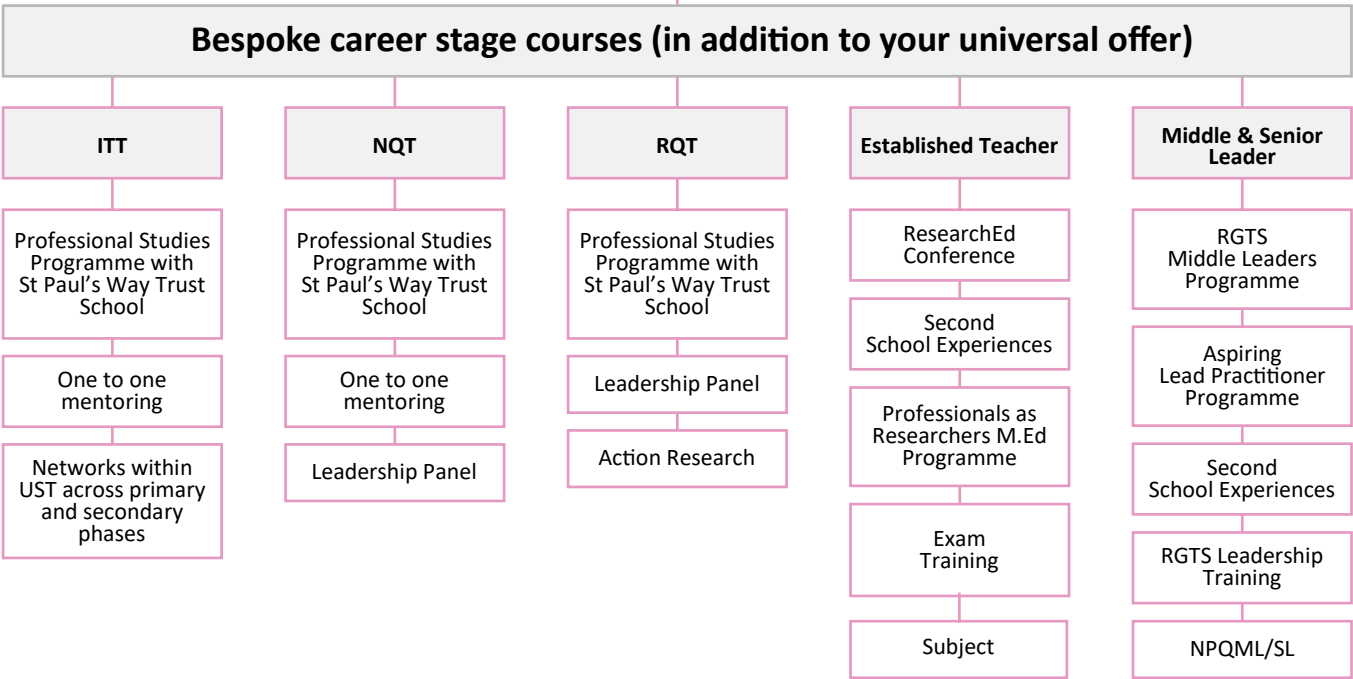 Bespoke career stage courses (in addition to your universal offer)
ITT
Professional Studies
Programme with
St Paul’s Way Trust
School
One to one
mentoring
Networks within
UST across primary
and secondary
phases
NQT
Professional Studies
Programme with
St Paul’s Way Trust
School
One to one
mentoring
Leadership Panel
RQT
Professional Studies
Programme with
St Paul’s Way Trust
School
Leadership Panel
Action Research
Established Teacher
ResearchEd
Conference
Second
School Experiences
Professionals as
Researchers M.Ed
Programme
Exam
Training
Subject
Middle & Senior
Leader
RGTS
Middle Leaders
Programme
Aspiring
Lead Practitioner
Programme
Second
School Experiences
RGTS Leadership
Training
NPQML/SL